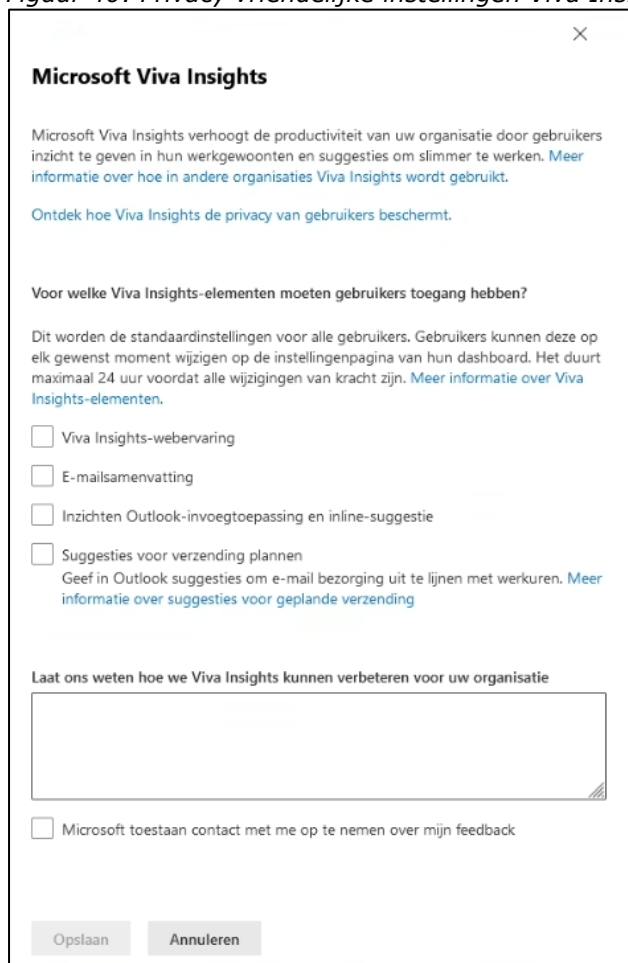 Privacy vriendelijke instellingen Viva
Microsoft Viva Insights
Microsoft Viva Insights verhoogt de productiviteit van uw organisatie door gebruikers
inzicht te geven in hun werkgewoonten en suggesties om slimmer te werken. Meer
informatie over hoe in andere organisaties Viva Insights wordt gebruikt.
Ontdek hoe Viva Insights de privacy van gebruikers beschermt.
Voor welke Viva Insights-elementen moeten gebruikers toegang hebben?
Dit worden de standaardinstellingen voor alle gebruikers. Gebruikers kunnen deze op
elk gewenst moment wijzigen op de instellingenpagina van hun dashboard. Het duurt
maximaal 24 uur voordat alle wijzigingen van kracht zijn. Meer informatie over Viva
Insights-elementen.
Viva Insights-webervaring
E-mailsamenvatting
Inzichten Outlook-invoegtoepassing en inline-suggestie
Suggesties voor verzending plannen
Geef in Outlook suggesties om e-mail bezorging uit te lijnen met werkuren. Meer
informatie over suggesties voor geplande verzending
Laat ons weten hoe we Viva Insights kunnen verbeteren voor uw organisatie
Microsoft toestaan contact met me op te nemen over mijn feedback
Opslaan
Annuleren